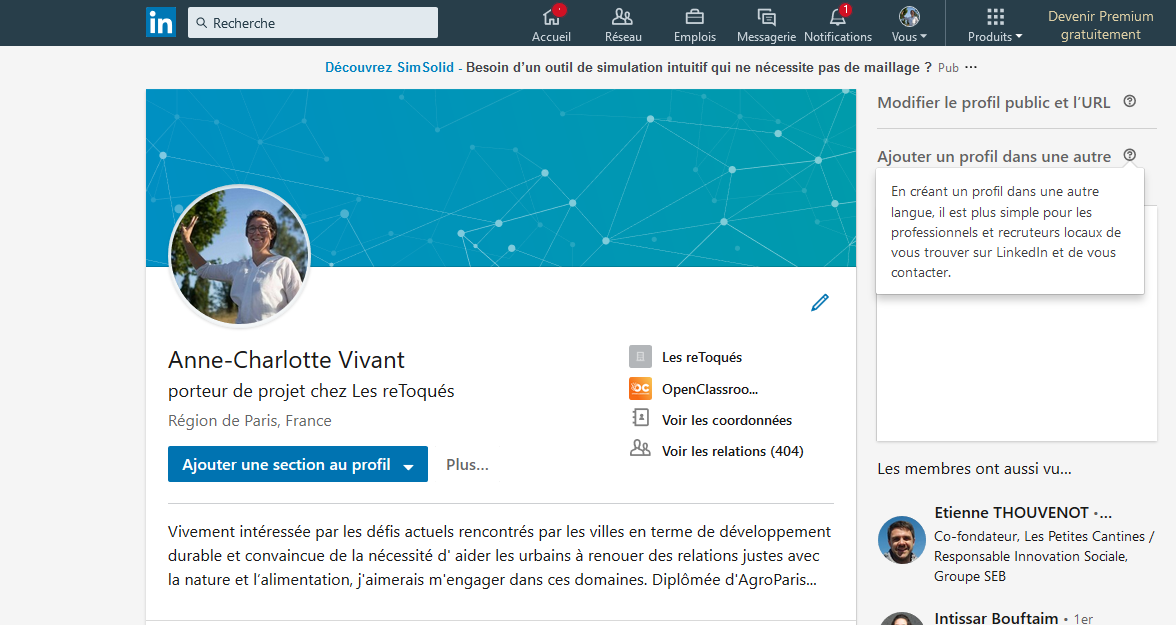 in
Recherche
Accueil
Réseau
Emplois
Messagerie
1
Notifications
Vous
Produits
Devenir Premium
gratuitement
Découvrez SimSolid - Besoin d'un outil de simulation intuitif qui ne nécessite pas de maillage ? Pub ···
Modifier le profil public et l'URL ?
Ajouter un profil dans une autre ?
En créant un profil dans une autre
langue, il est plus simple pour les
professionnels et recruteurs locaux de
vous trouver sur LinkedIn et de vous
contacter.
Anne-Charlotte Vivant
porteur de projet chez Les reToqués
Région de Paris, France
Ajouter une section au profil
Plus...
Les reToqués
OC
OpenClassroo...
Voir les coordonnées
Voir les relations (404)
Vivement intéressée par les défis actuels rencontrés par les villes en terme de développement
durable et convaincue de la nécessité d' aider les urbains à renouer des relations justes avec
la nature et l'alimentation, j'aimerais m'engager dans ces domaines. Diplômée d'AgroParis...
Les membres ont aussi vu...
Etienne THOUVENOT •...
Co-fondateur, Les Petites Cantines /
Responsable Innovation Sociale,
Groupe SEB
Intissar Bouftaim • 1er